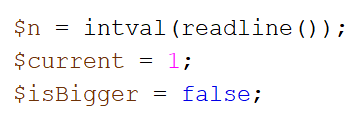 $n = intval(readline());
$current = 1;
$isBigger = false;